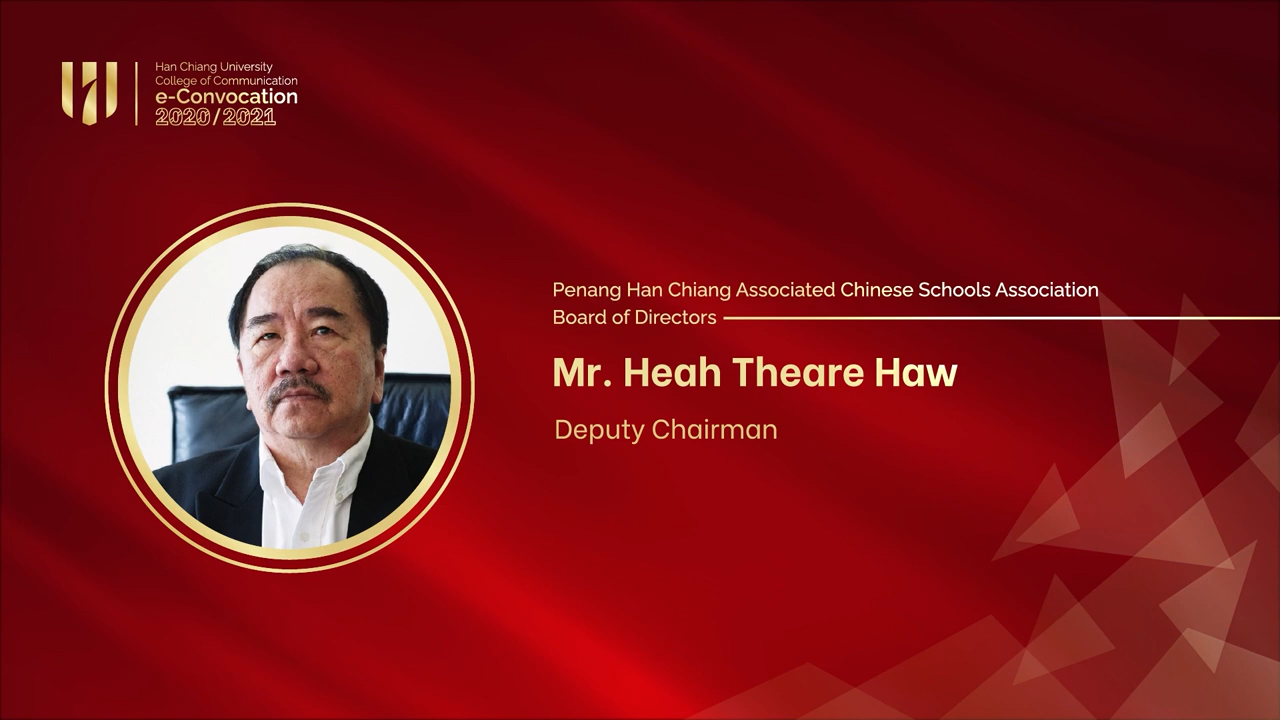 Han Chiang University
College of Communication
e-Convocation
2020/2021
Penang Han Chiang Associated Chinese Schools Association
Board of Directors
Mr. Heah Theare Haw
Deputy Chairman